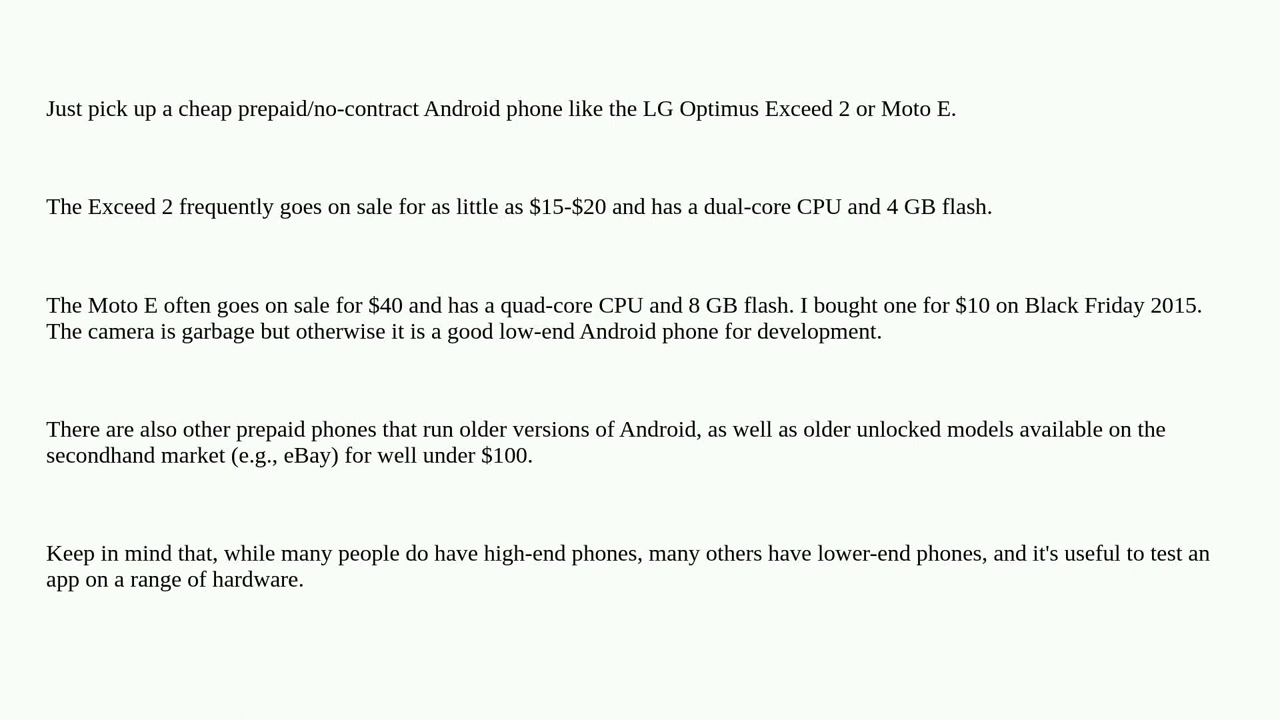 Just pick up a cheap prepaid/no-contract Android phone like the LG Optimus Exceed 2 or Moto E.
The Exceed 2 frequently goes on sale for as little as $15-$20 and has a dual-core CPU and 4 GB flash.
The Moto E often goes on sale for $40 and has a quad-core CPU and 8 GB flash. I bought one for $10 on Black Friday 2015.
The camera is garbage but otherwise it is a good low-end Android phone for development.
There are also other prepaid phones that run older versions of Android, as well as older unlocked models available on the
secondhand market (e.g., eBay) for well under $100.
Keep in mind that, while many people do have high-end phones, many others have lower-end phones, and it's useful to test an
app on a range of hardware.